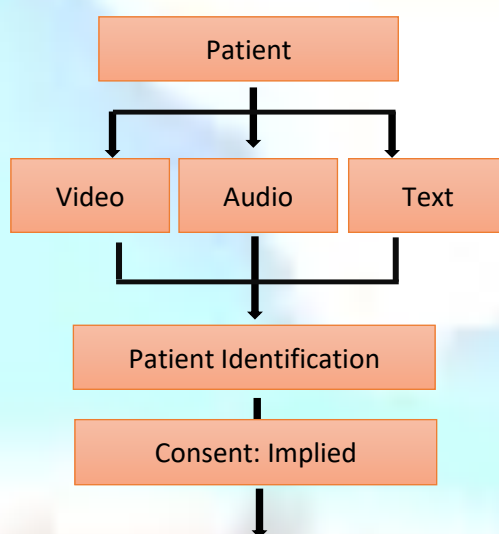 Patient
Video Audio Text
Patient Identification
Consent: Implied